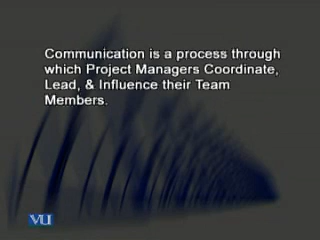 Communication is a process through
which Project Managers Coordinate,
Lead, & Influence their Team
Members.
VU